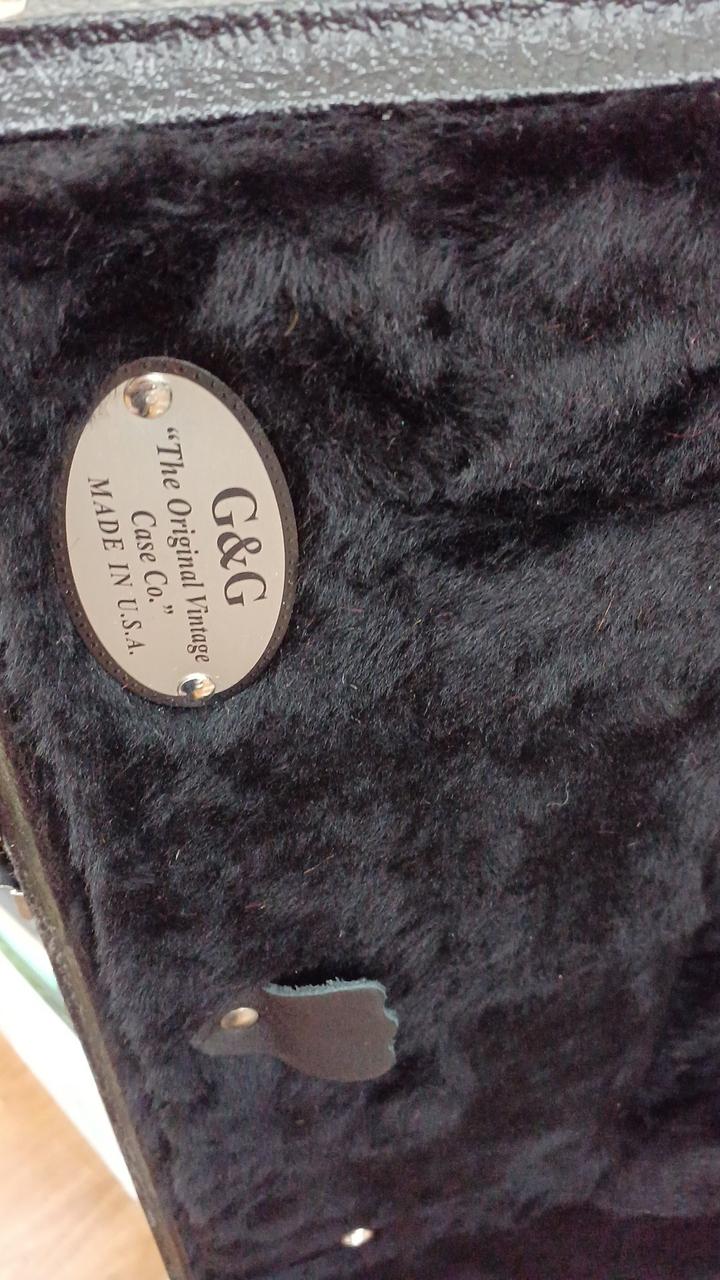 G&G
“The Original Vintage
Case Co.”
MADE IN U.S.A.